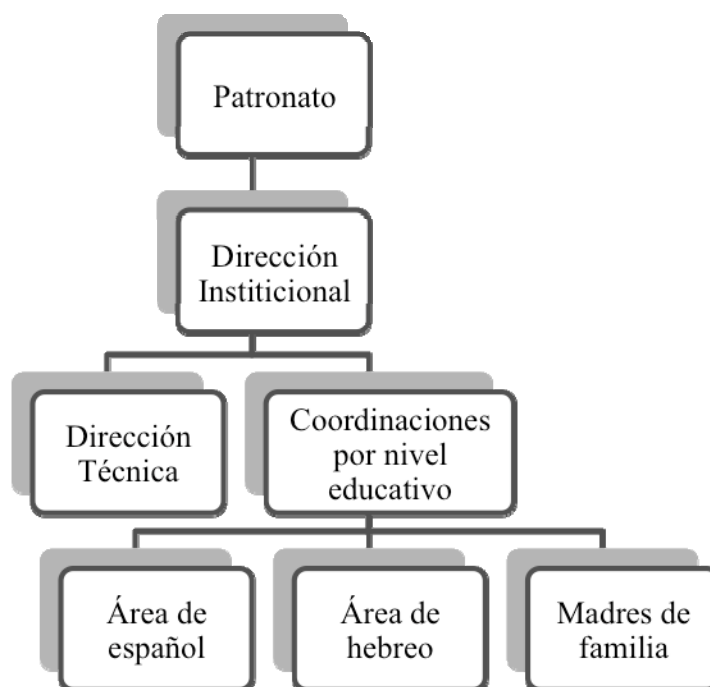 Patronato
Dirección
Institicional
Dirección
Técnica
Coordinaciones
por nivel
educativo
Área de
español
Área de
hebreo
Madres de
familia